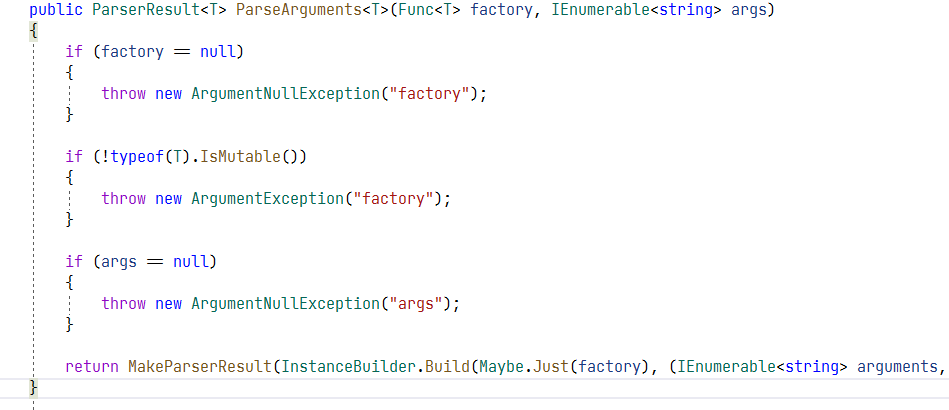 public ParserResult<T> ParseArguments<T>(Func<T> factory, IEnumerable<string> args)
{
if (factory == null)
{
throw new ArgumentNullException("factory");
}
if (!typeof(T).IsMutable())
{
throw new ArgumentException("factory");
}
if (args == null)
{
throw new ArgumentNullException("args");
}
return MakeParserResult(InstanceBuilder.Build(Maybe.Just(factory), (IEnumerable<string> arguments,
}